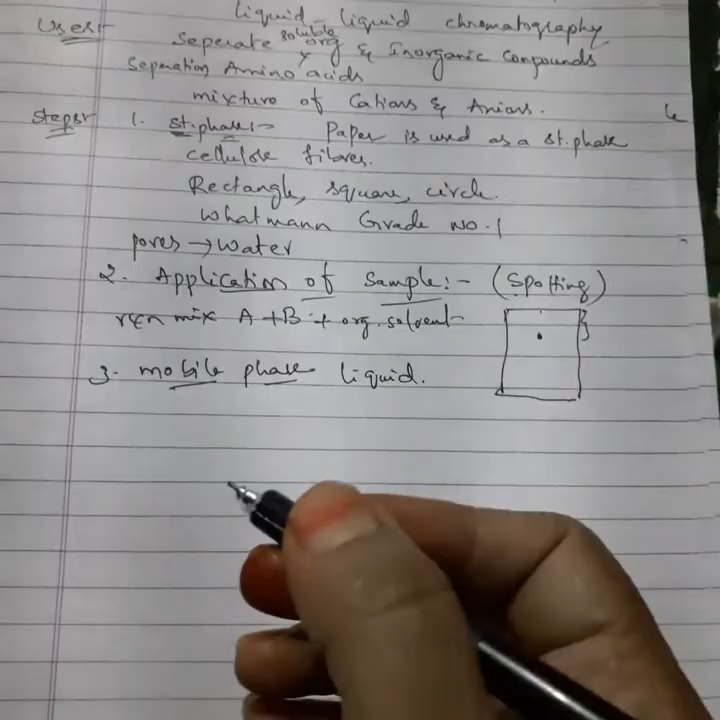 liquid - liquid chromatography
Uses:- Seperate soluble org & Inorganic Compounds
Separation Amino acids
mixture of Cations & Anions.
Steps:- 1. st. phase:- Paper is used as a st. phase
cellulose fibres.
Rectangle, square, circle.
Whatmann Grade No. 1
pores → water
2. Application of Sample:- (Spotting)
rxn mix A+B + org. solvent
3. mobile phase liquid.